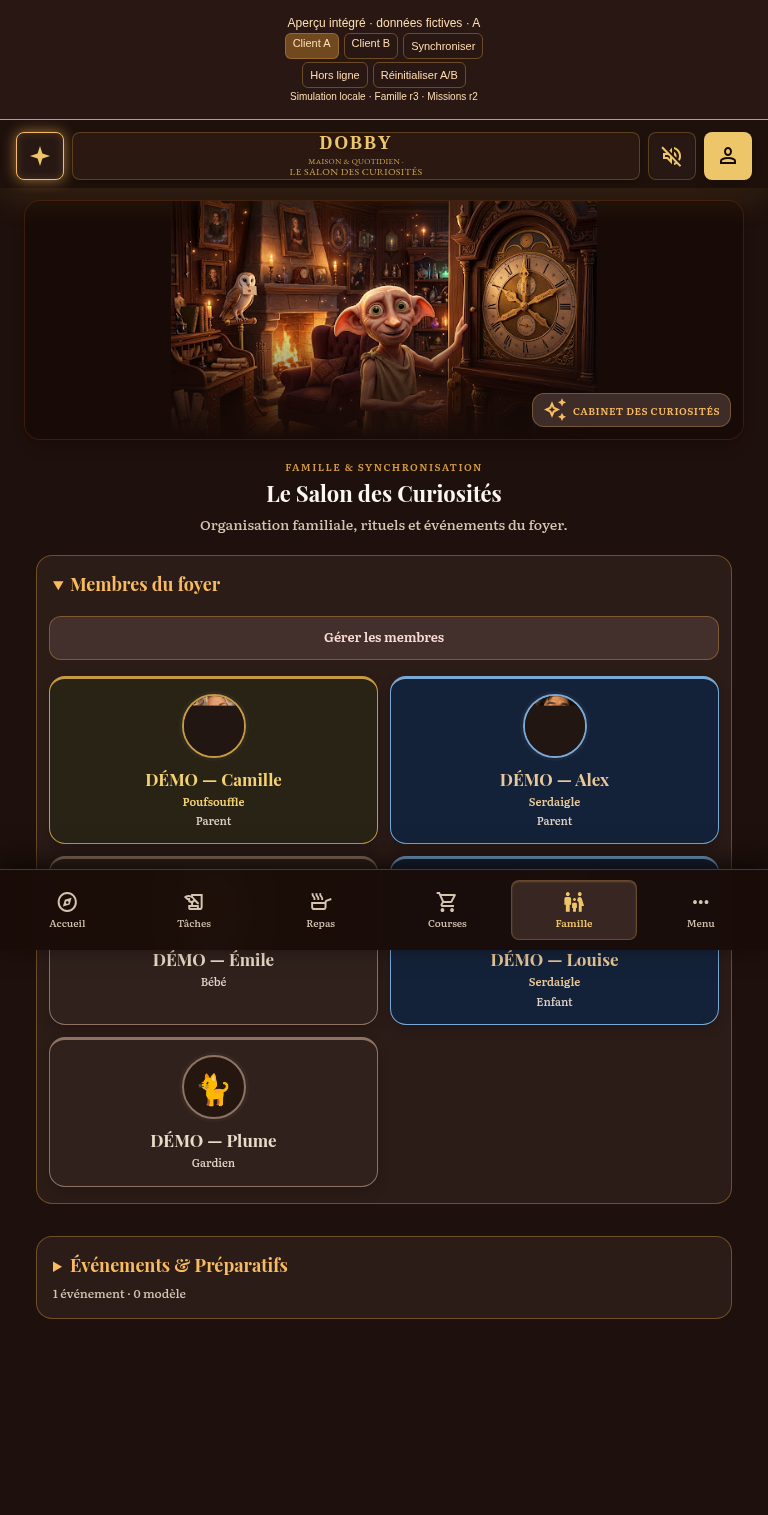 Aperçu intégré · données fictives · A
Client A
Client B
Synchroniser
Hors ligne
Réinitialiser A/B
Simulation locale · Famille r3 · Missions r2
DOBBY
MAISON & QUOTIDIEN ·
LE SALON DES CURIOSITÉS
CABINET DES CURIOSITÉS
FAMILLE & SYNCHRONISATION
Le Salon des Curiosités
Organisation familiale, rituels et événements du foyer.
Membres du foyer
Gérer les membres
DÉMO — Camille
Poufsouffle
Parent
DÉMO — Alex
Serdaigle
Parent
Accueil
Tâches
Repas
Courses
Famille
Menu
DÉMO — Émile
Bébé
DÉMO — Louise
Serdaigle
Enfant
DÉMO — Plume
Gardien
Événements & Préparatifs
1 événement · 0 modèle